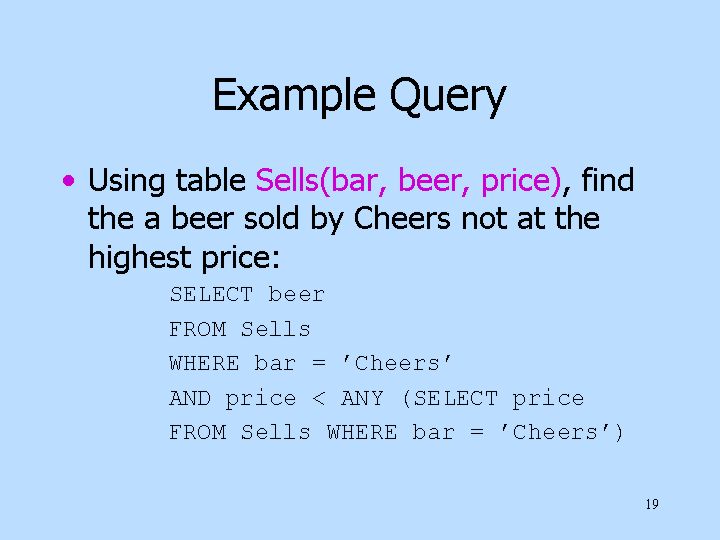 Example Query
• Using table Sells(bar, beer, price), find
the a beer sold by Cheers not at the
highest price:
SELECT beer
FROM Sells
WHERE bar = ’Cheers’
AND price < ANY (SELECT price
FROM Sells WHERE bar = ’Cheers’)
19